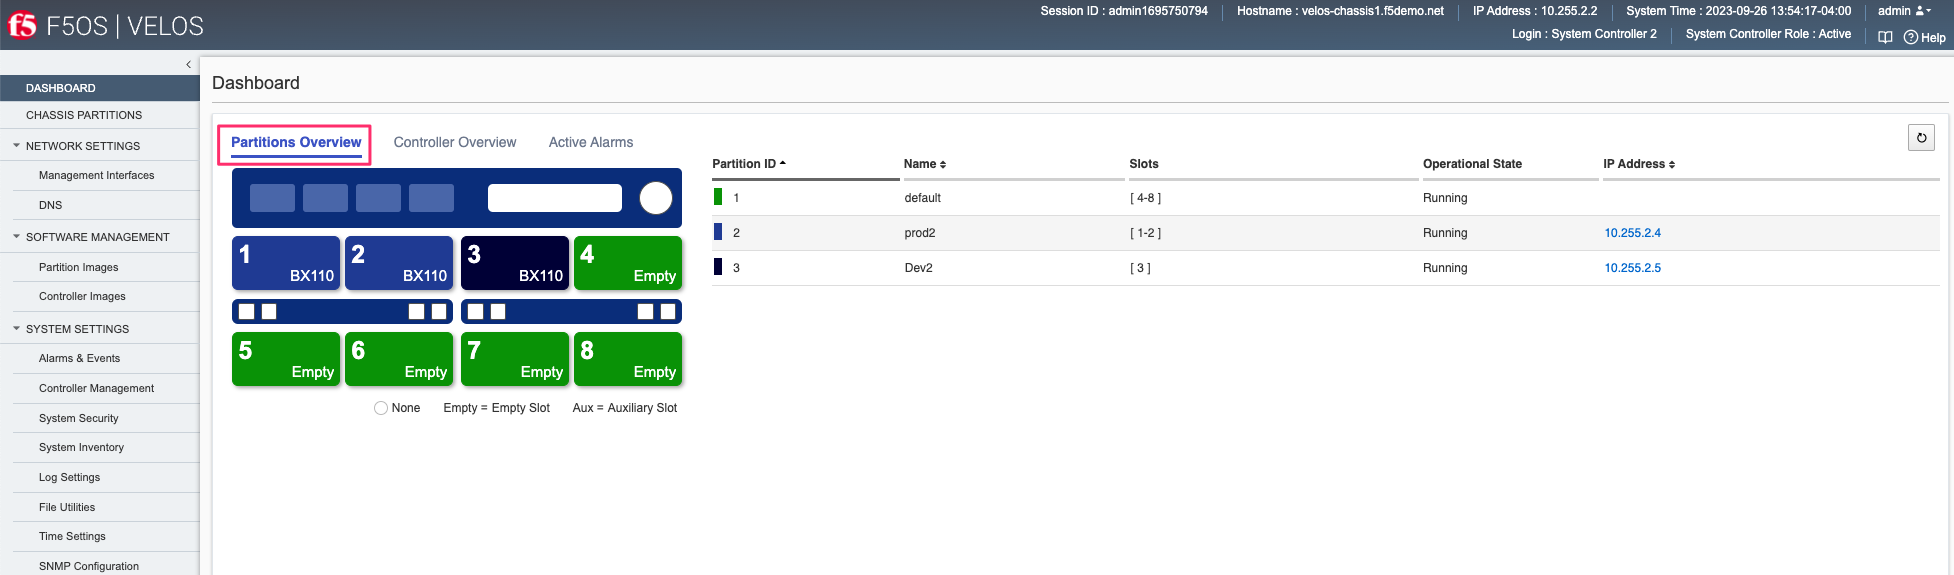 Session ID : admin1695750794 Hostname : velos-chassis1.f5demo.net IP Address : 10.255.2.2 System Time : 2023-09-26 13:54:17-04:00 admin
f5 F5OS | VELOS
Login : System Controller 2 System Controller Role : Active Help
DASHBOARD
CHASSIS PARTITIONS
NETWORK SETTINGS
Management Interfaces
DNS
SOFTWARE MANAGEMENT
Partition Images
Controller Images
SYSTEM SETTINGS
Alarms & Events
Controller Management
System Security
System Inventory
Log Settings
File Utilities
Time Settings
SNMP Configuration
Dashboard
Partitions Overview Controller Overview Active Alarms
1 BX110
2 BX110
3 BX110
4 Empty
5 Empty
6 Empty
7 Empty
8 Empty
None Empty = Empty Slot Aux = Auxiliary Slot
Partition ID Name Slots Operational State IP Address
1 default [ 4-8 ] Running
2 prod2 [ 1-2 ] Running 10.255.2.4
3 Dev2 [ 3 ] Running 10.255.2.5